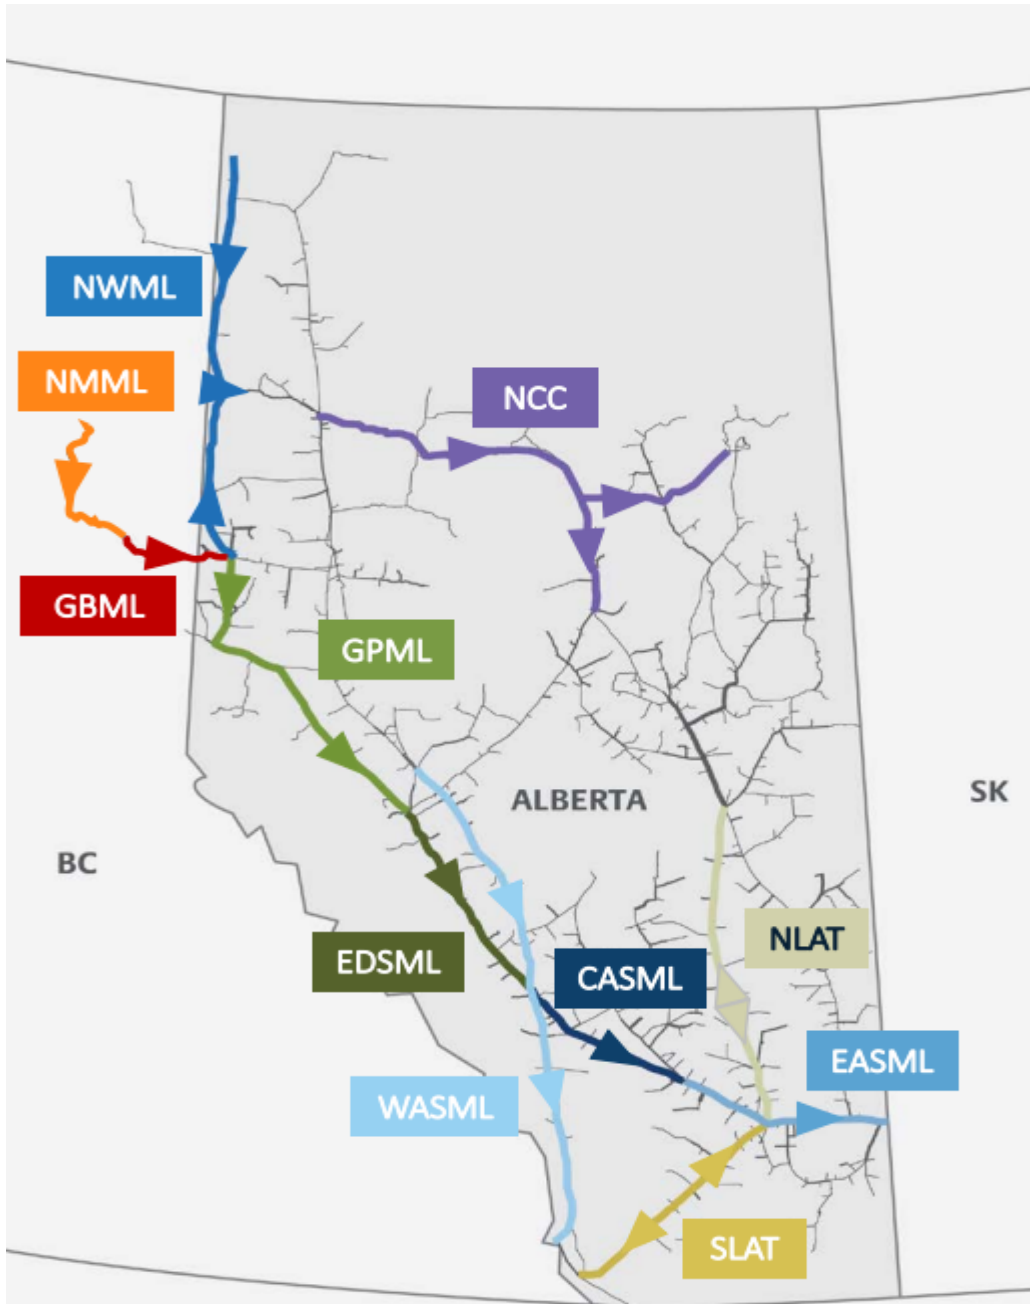 NWML
NMML
NCC
GBML
GPML
ALBERTA
SK
BC
NLAT
EDSML
CASML
EASML
WASML
SLAT